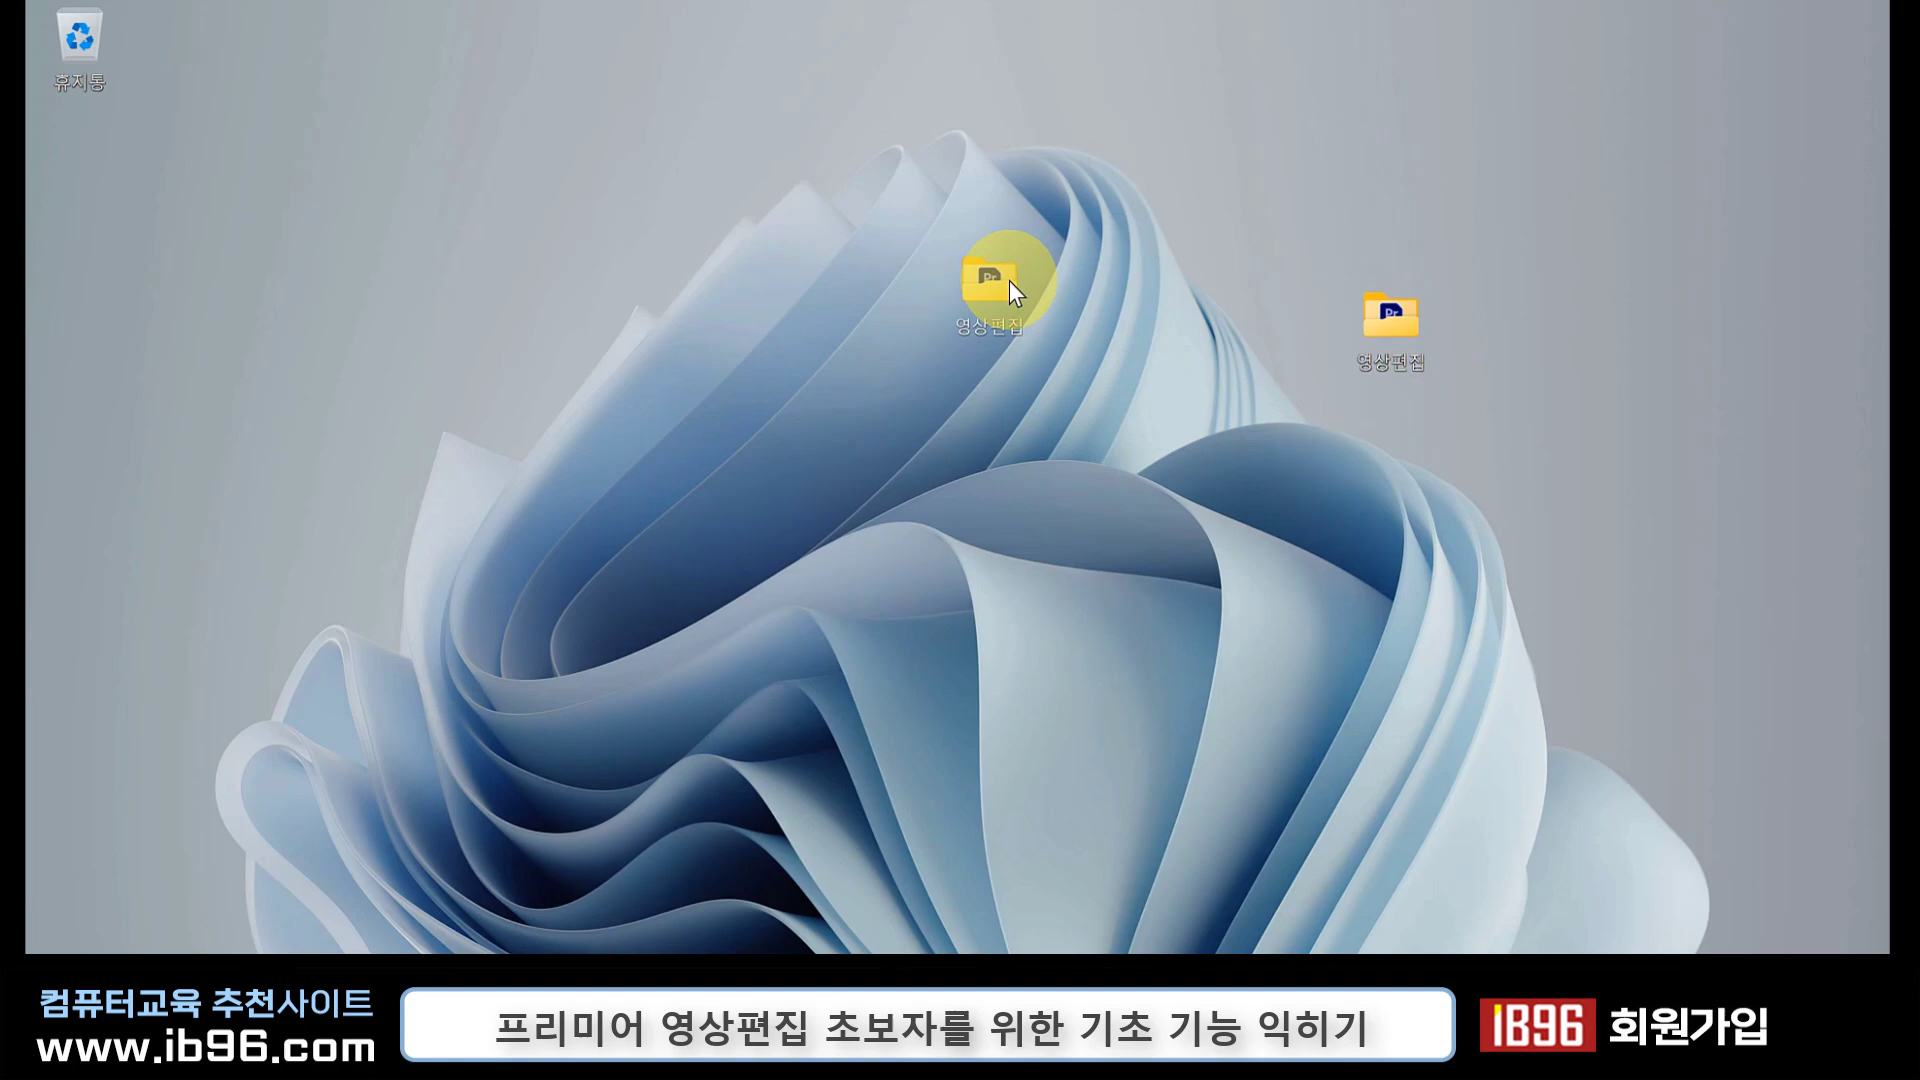 휴지통
Pr
영상편집
Pr
영상편집
컴퓨터교육 추천사이트
www.ib96.com
프리미어 영상편집 초보자를 위한 기초 기능 익히기
IB96 회원가입